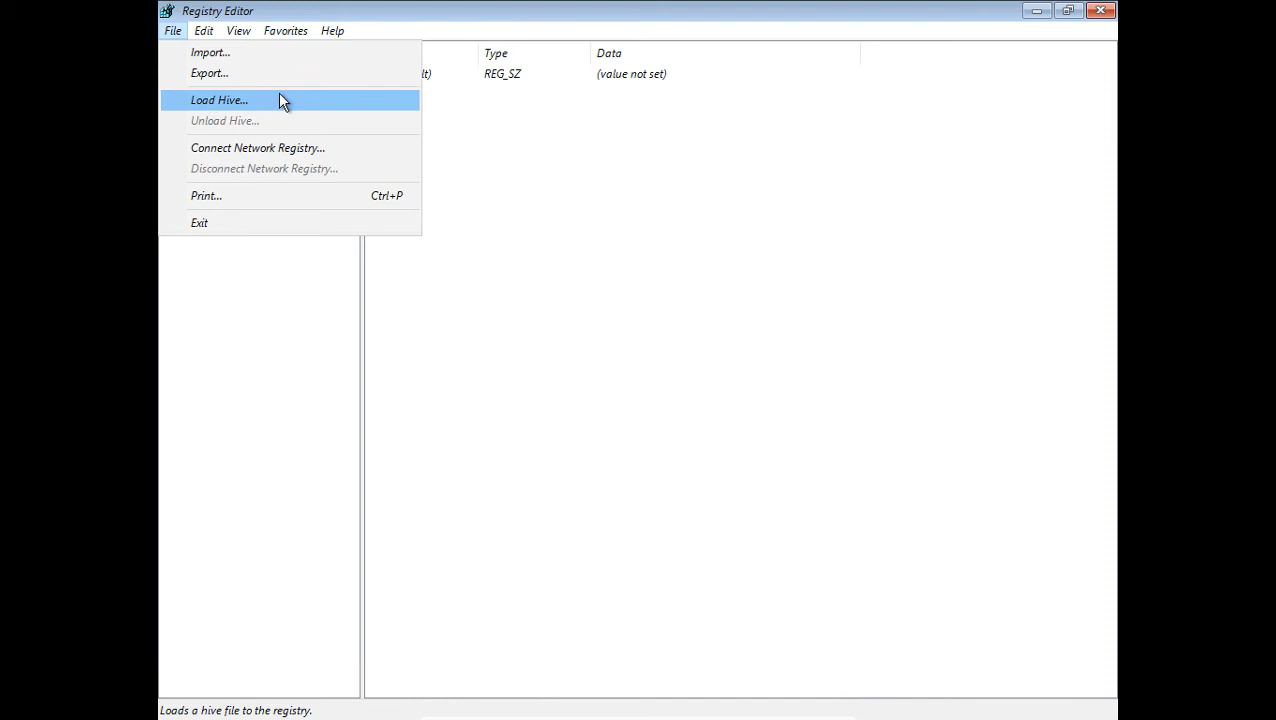 Registry Editor
File Edit View Favorites Help
Import...
Export...
Load Hive...
Unload Hive...
Connect Network Registry...
Disconnect Network Registry...
Print... Ctrl+P
Exit
Type Data
lt) REG_SZ (value not set)
Loads a hive file to the registry.